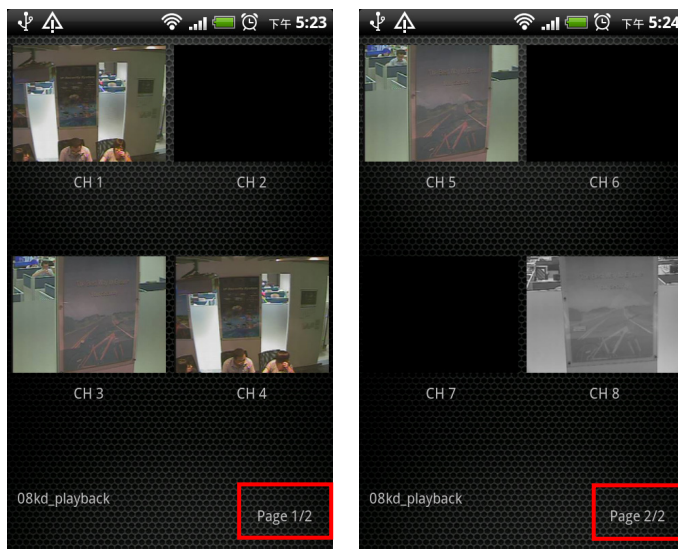 下午 5:23
CH 1
CH 2
CH 3
CH 4
08kd_playback
Page 1/2
下午 5:24
CH 5
CH 6
CH 7
CH 8
08kd_playback
Page 2/2